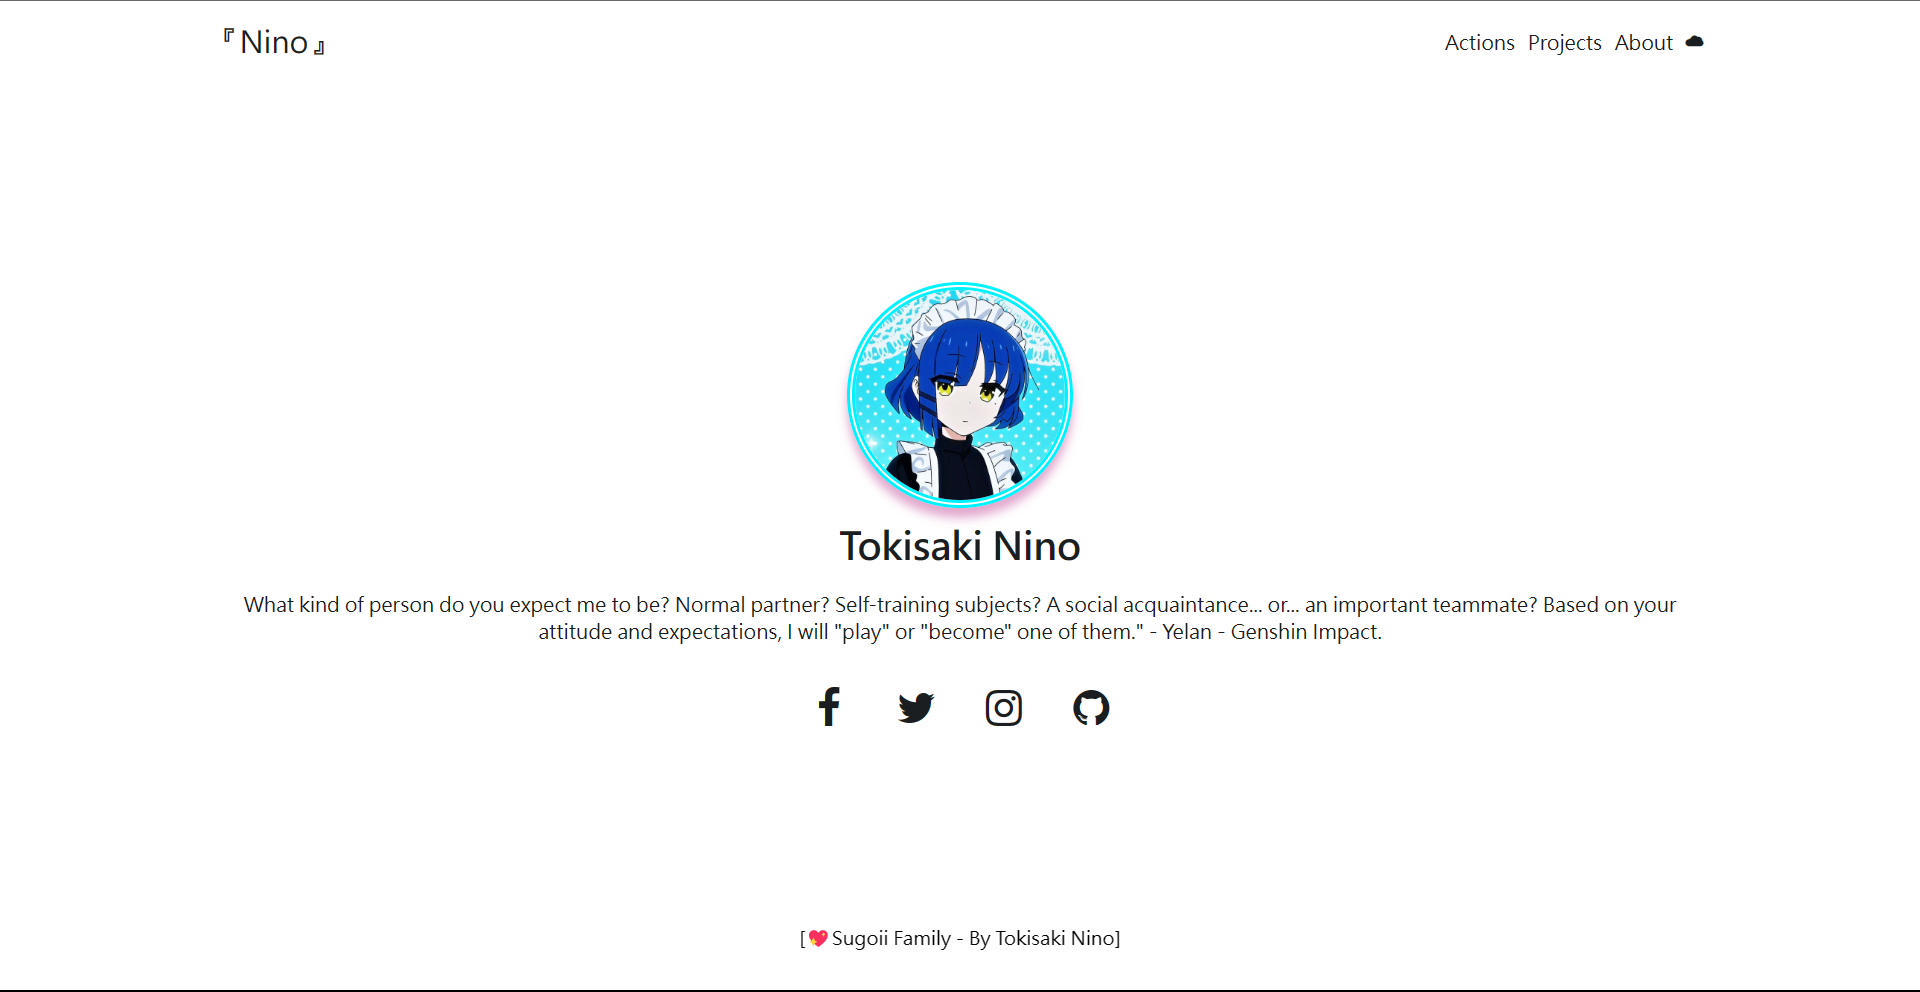 『Nino』
Actions Projects About
Tokisaki Nino
What kind of person do you expect me to be? Normal partner? Self-training subjects? A social acquaintance... or... an important teammate? Based on your
attitude and expectations, I will "play" or "become" one of them." - Yelan - Genshin Impact.
[💖Sugoii Family - By Tokisaki Nino]